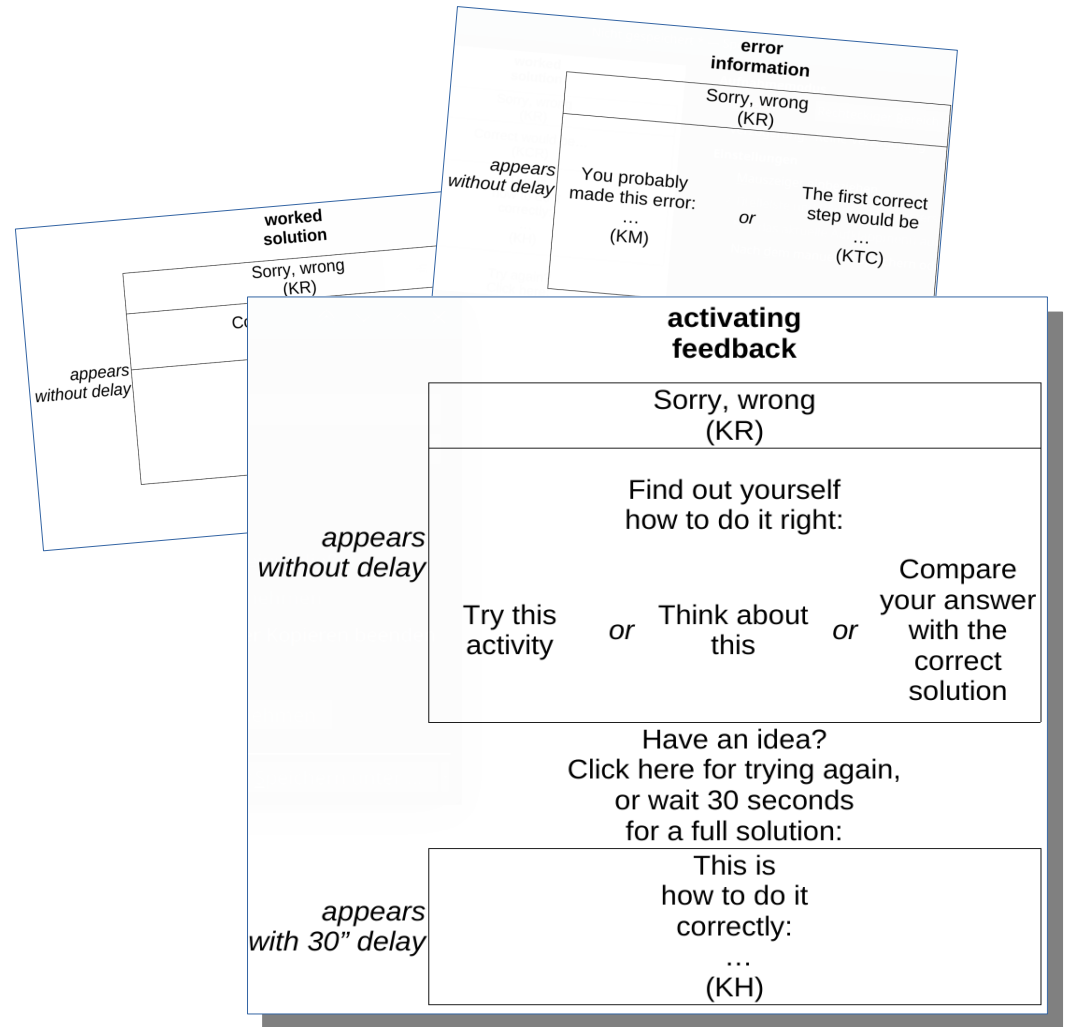 error
information
Sorry, wrong
(KR)
appears
without delay
You probably
made this error:
…
(KM)
or
The first correct
step would be
…
(KTC)
worked
solution
Sorry, wrong
(KR)
appears
without delay
activating
feedback
Sorry, wrong
(KR)
appears
without delay
Find out yourself
how to do it right:
Try this
activity
or
Think about
this
or
Compare
your answer
with the
correct
solution
Have an idea?
Click here for trying again,
or wait 30 seconds
for a full solution:
appears
with 30” delay
This is
how to do it
correctly:
…
(KH)